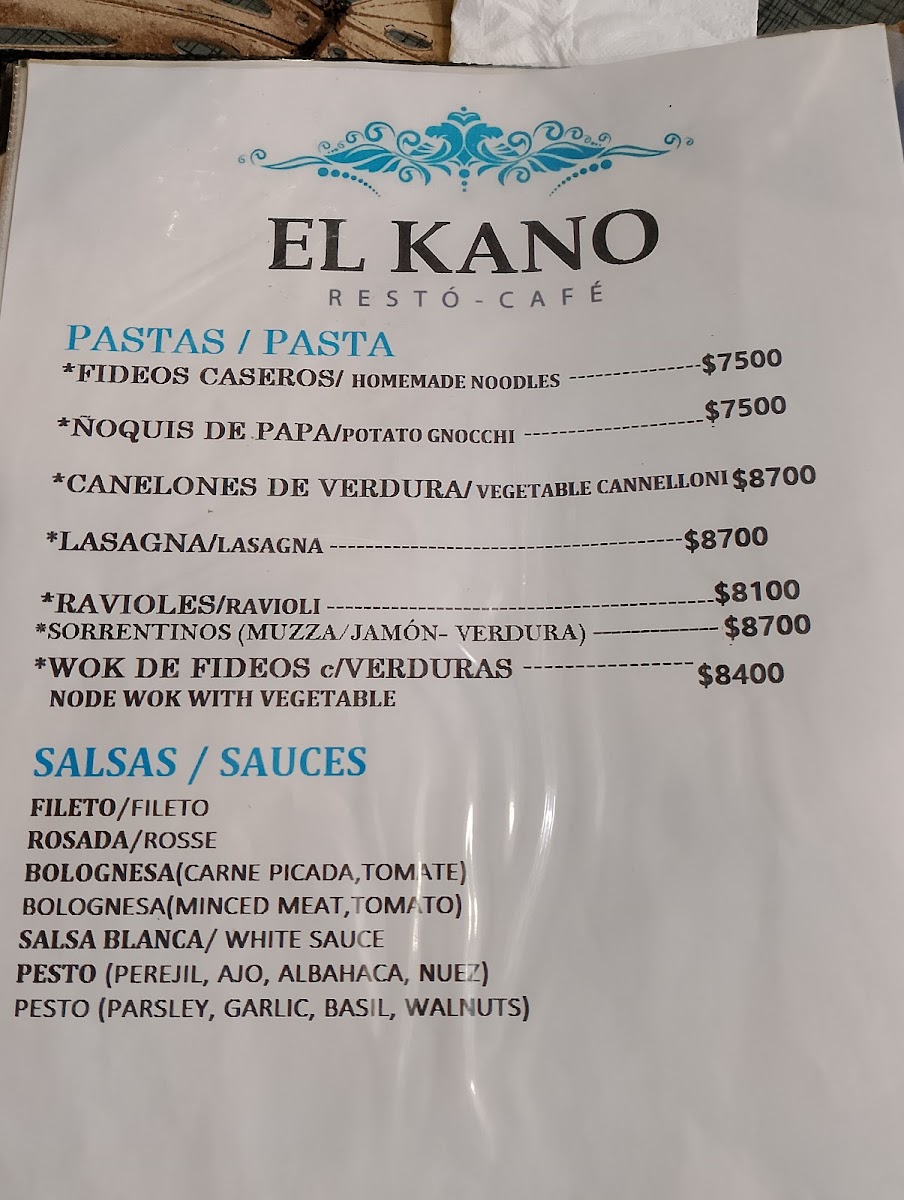 EL KANO
RESTÓ-CAFÉ
PASTAS / PASTA
*FIDEOS CASEROS/ HOMEMADE NOODLES ---------------- $7500
*ÑOQUIS DE PAPA/POTATO GNOCCHI ---------------------- $7500
*CANELONES DE VERDURA/ VEGETABLE CANNELLONI $8700
*LASAGNA/LASAGNA ------------------------------------------- $8700
*RAVIOLES/RAVIOLI ---------------------------------------------- $8100
*SORRENTINOS (MUZZA/JAMÓN- VERDURA) ---------------- $8700
*WOK DE FIDEOS c/VERDURAS --------------------- $8400
NODE WOK WITH VEGETABLE
SALSAS / SAUCES
FILETO/FILETO
ROSADA/ROSSE
BOLOGNESA(CARNE PICADA,TOMATE)
BOLOGNESA(MINCED MEAT,TOMATO)
SALSA BLANCA/ WHITE SAUCE
PESTO (PEREJIL, AJO, ALBAHACA, NUEZ)
PESTO (PARSLEY, GARLIC, BASIL, WALNUTS)